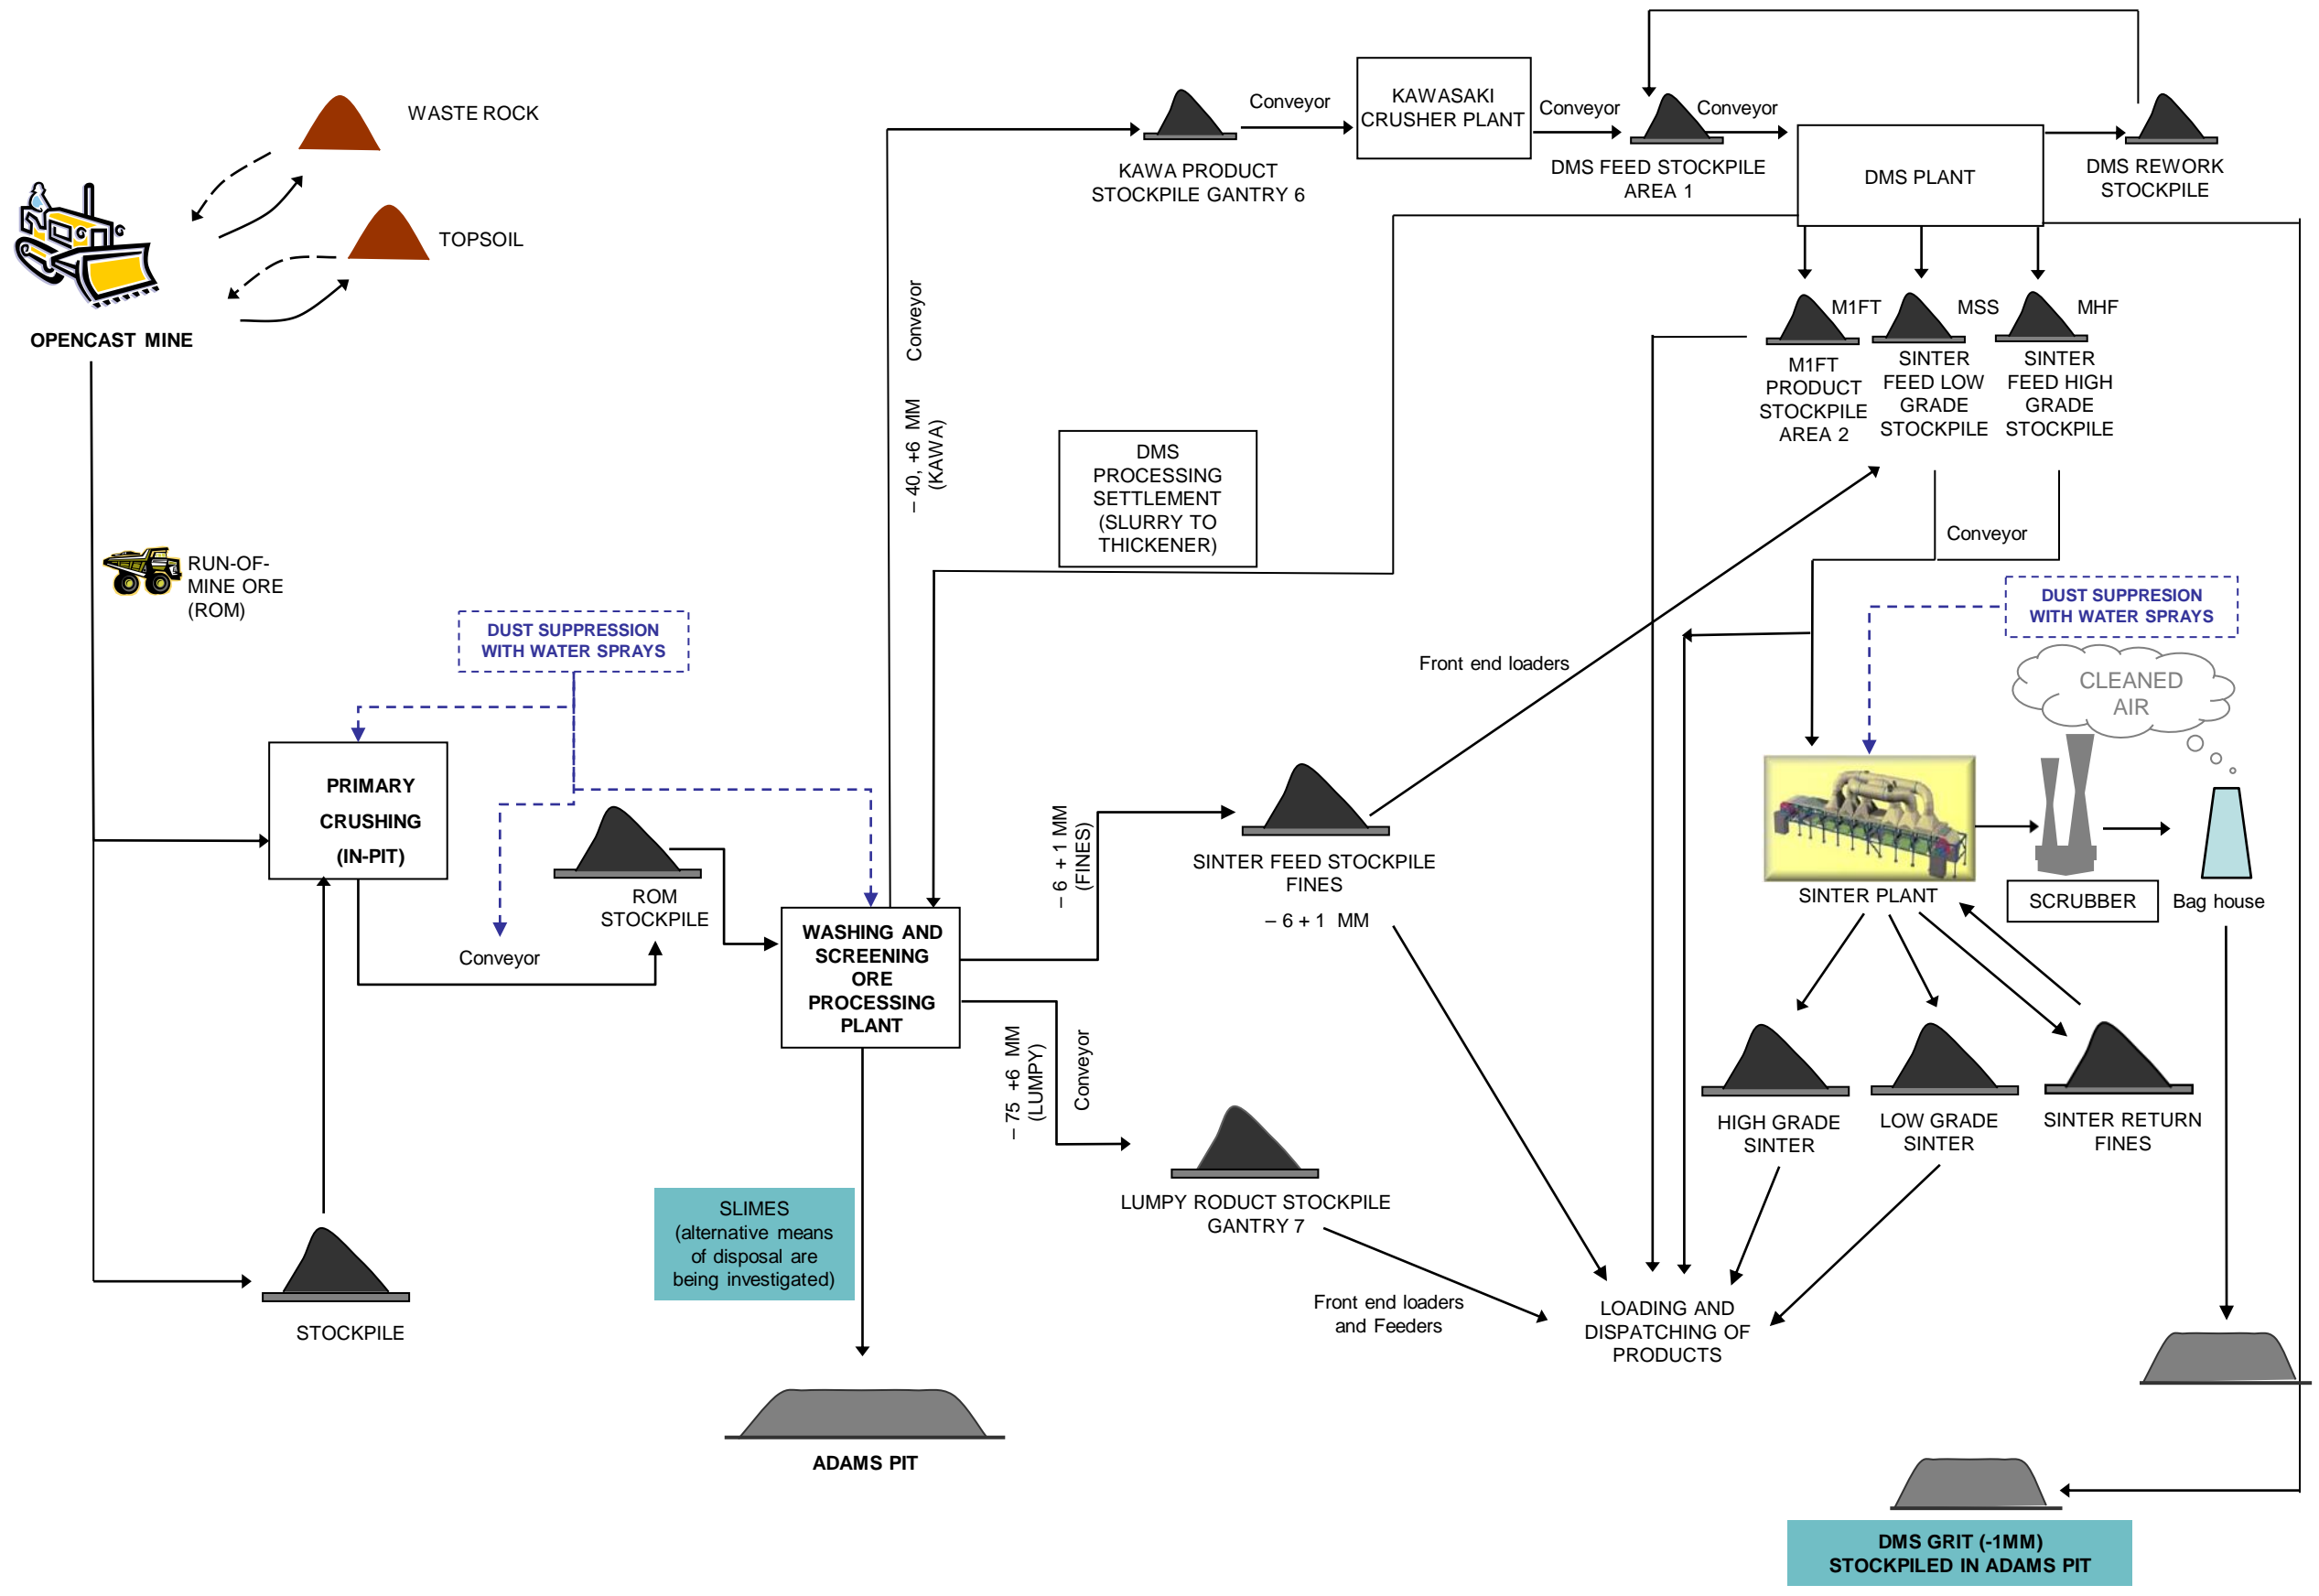 WASTE ROCK
TOPSOIL
OPENCAST MINE
RUN-OF-
MINE ORE
(ROM)
DUST SUPPRESSION
WITH WATER SPRAYS
PRIMARY
CRUSHING
(IN-PIT)
Conveyor
ROM
STOCKPILE
STOCKPILE
WASHING AND
SCREENING
ORE
PROCESSING
PLANT
SLIMES
(alternative means
of disposal are
being investigated)
ADAMS PIT
– 40, +6 MM Conveyor
(KAWA)
KAWA PRODUCT
STOCKPILE GANTRY 6
Conveyor
KAWASAKI
CRUSHER PLANT
Conveyor
DMS FEED STOCKPILE
AREA 1
Conveyor
DMS PLANT
DMS REWORK
STOCKPILE
DMS
PROCESSING
SETTLEMENT
(SLURRY TO
THICKENER)
M1FT
MSS
MHF
M1FT
PRODUCT
STOCKPILE
AREA 2
SINTER
FEED LOW
GRADE
STOCKPILE
SINTER
FEED HIGH
GRADE
STOCKPILE
Conveyor
DUST SUPPRESION
WITH WATER SPRAYS
Front end loaders
CLEANED
AIR
– 6 + 1 MM
(FINES)
SINTER FEED STOCKPILE
FINES
– 6 + 1 MM
SINTER PLANT
SCRUBBER
Bag house
– 75 +6 MM
(LUMPY)
Conveyor
LUMPY RODUCT STOCKPILE
GANTRY 7
HIGH GRADE
SINTER
LOW GRADE
SINTER
SINTER RETURN
FINES
Front end loaders
and Feeders
LOADING AND
DISPATCHING OF
PRODUCTS
DMS GRIT (-1MM)
STOCKPILED IN ADAMS PIT